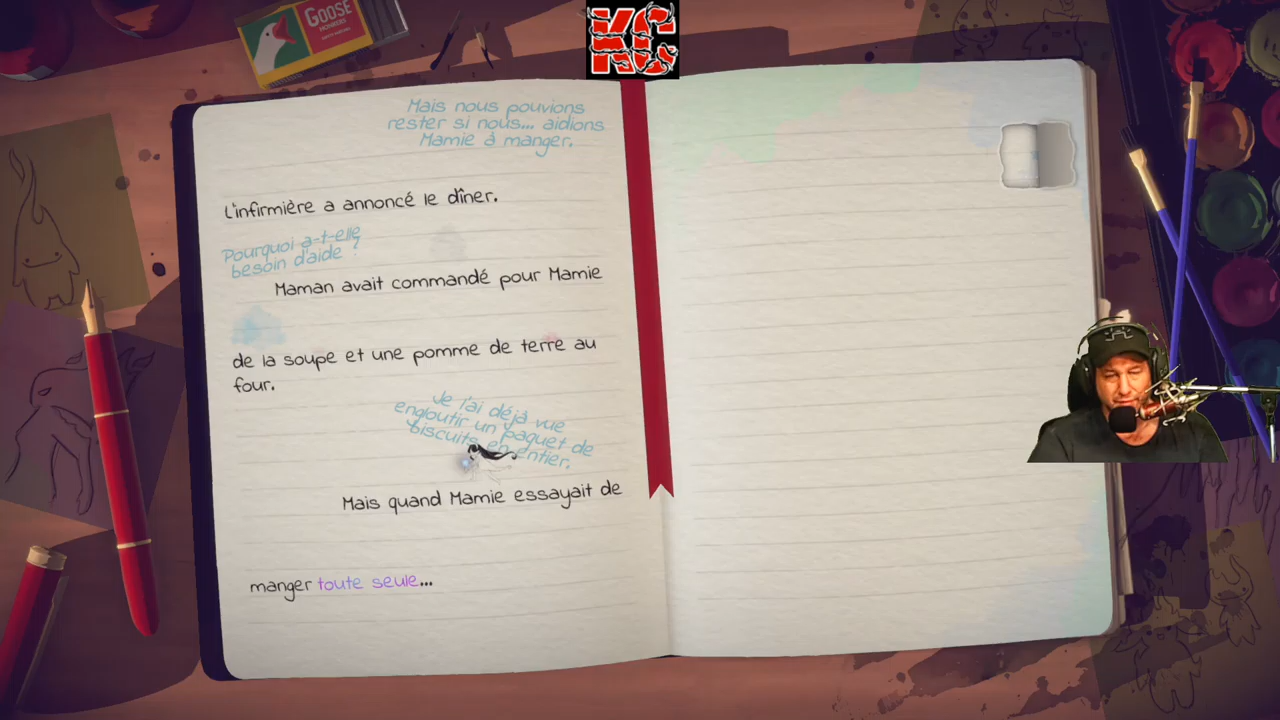 GOOSE
KC
Mais nous pouvions
rester si nous... aidions
Mamie à manger.
L'infirmière a annoncé le dîner.
Pourquoi a-t-elle
besoin d'aide ?
Maman avait commandé pour Mamie
de la soupe et une pomme de terre au
four.
Je l'ai déjà vue
engloutir un paquet de
biscuits en entier.
Mais quand Mamie essayait de
manger toute seule...